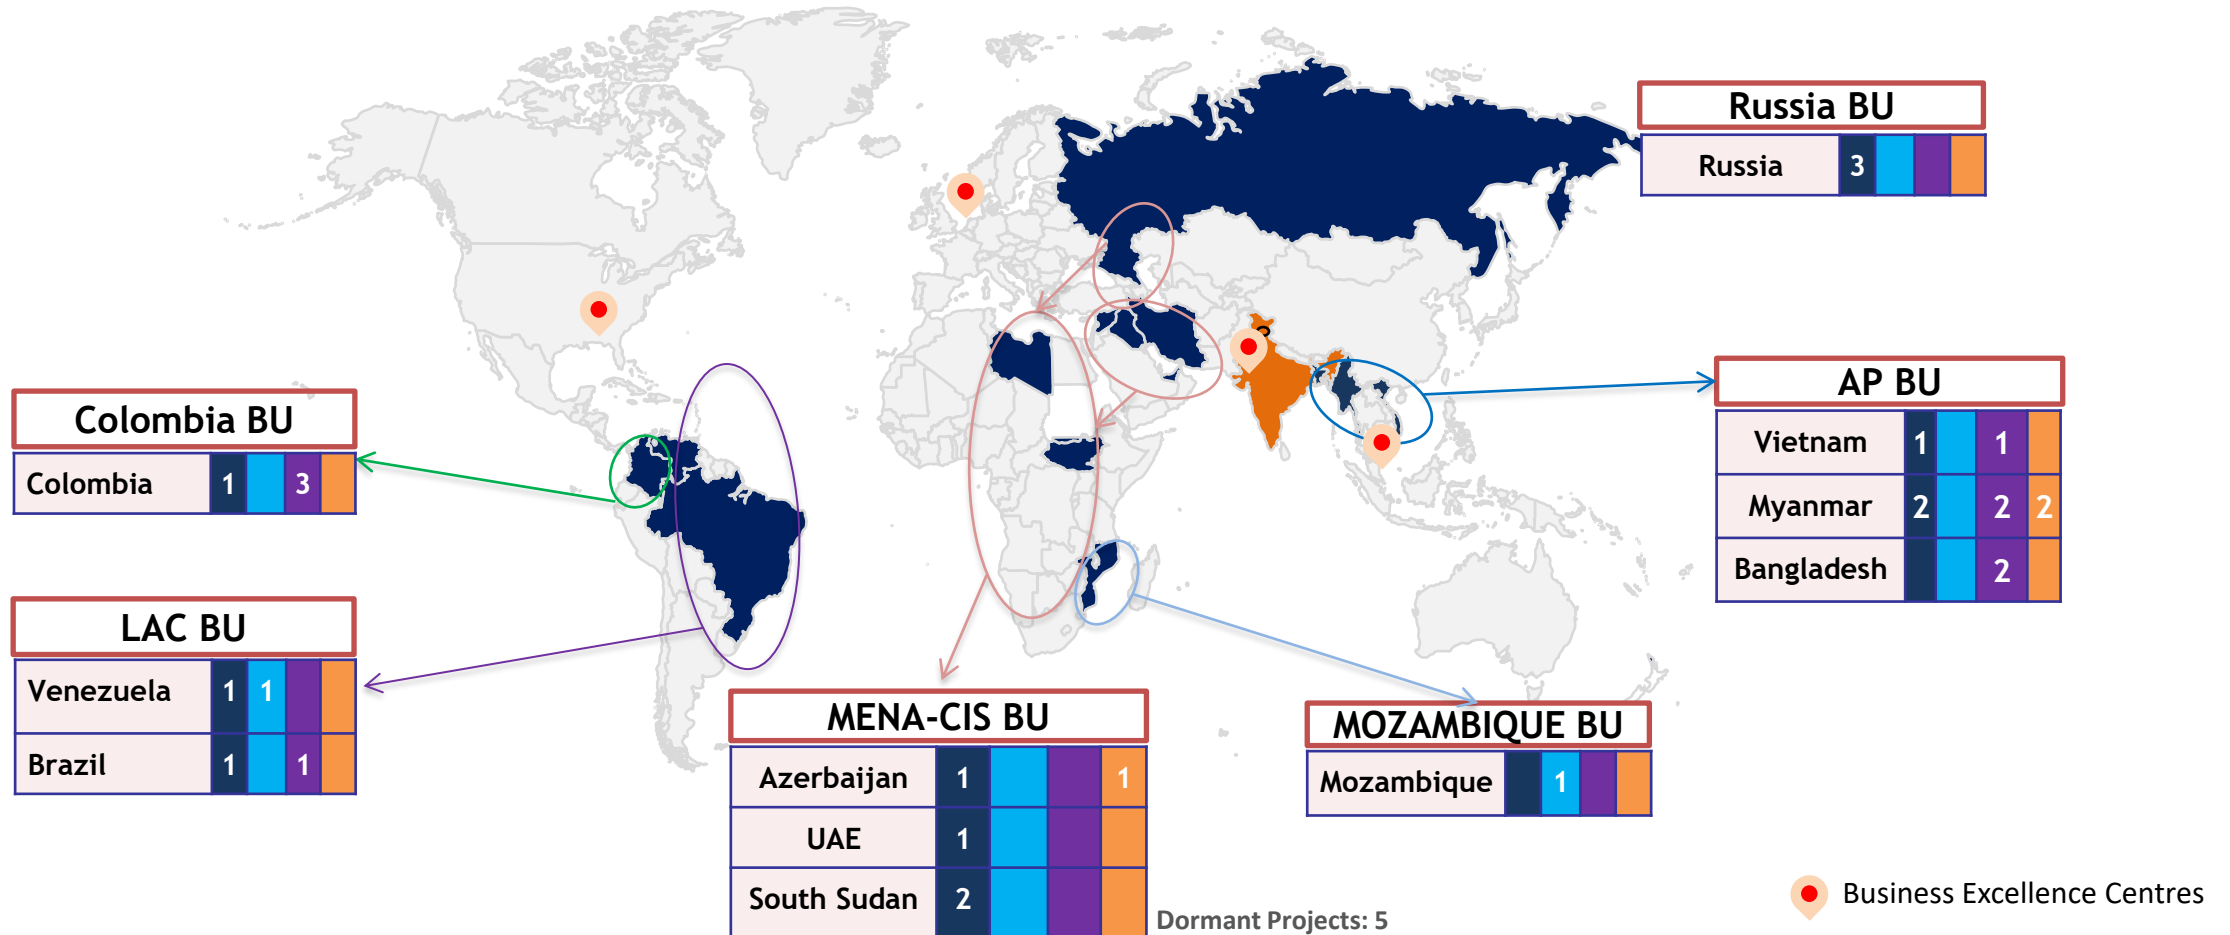 Russia BU
Russia 3
Colombia BU
Colombia 1 3
AP BU
Vietnam 1 1
Myanmar 2 2 2
Bangladesh 2
LAC BU
Venezuela 1 1
Brazil 1 1
MENA-CIS BU
Azerbaijan 1 1
UAE 1
South Sudan 2
Dormant Projects: 5
MOZAMBIQUE BU
Mozambique 1
Business Excellence Centres